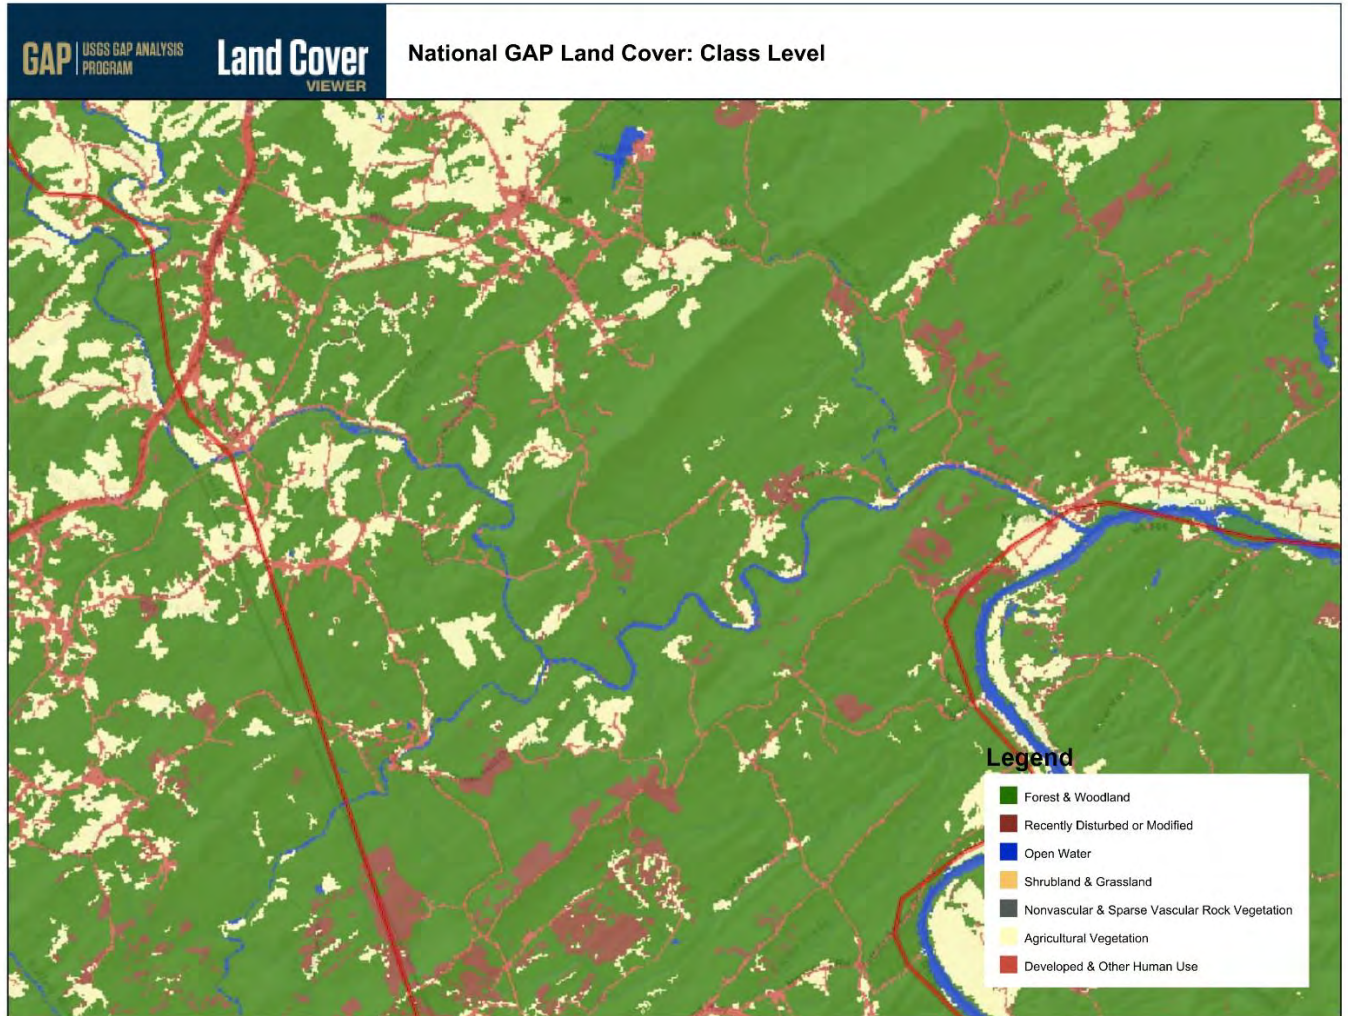 GAP
USGS GAP ANALYSIS
PROGRAM
Land Cover
VIEWER
National GAP Land Cover: Class Level
Legend
Forest & Woodland
Recently Disturbed or Modified
Open Water
Shrubland & Grassland
Nonvascular & Sparse Vascular Rock Vegetation
Agricultural Vegetation
Developed & Other Human Use